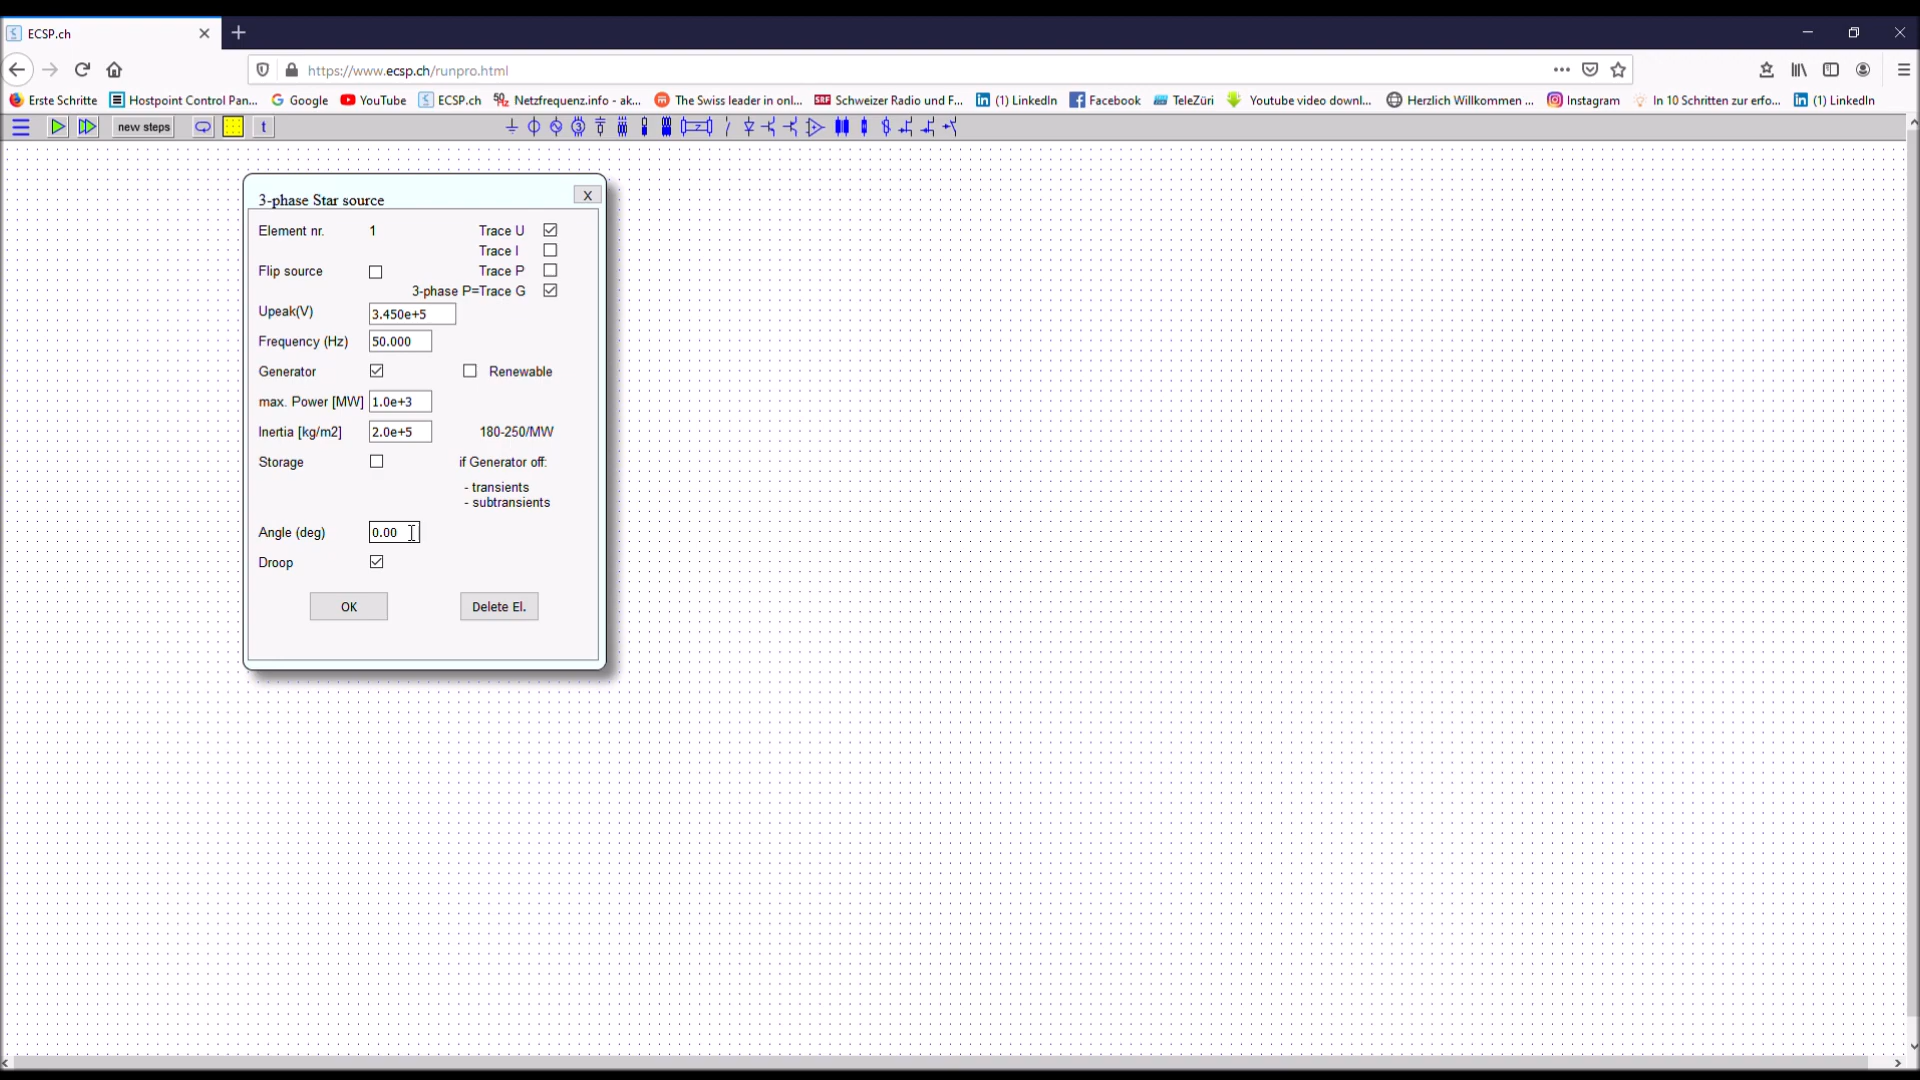 ECSP.ch
https://www.ecsp.ch/runpro.html
Erste Schritte Hostpoint Control Pan... Google YouTube ECSP.ch Netzfrequenz.info - ak... The Swiss leader in onl... SRF Schweizer Radio und F... (1) LinkedIn Facebook TeleZüri Youtube video downl... Herzlich Willkommen ... Instagram In 10 Schritten zur erfo... (1) LinkedIn
new steps t
3-phase Star source X
Element nr. 1 Trace U
Trace I
Flip source Trace P
3-phase P=Trace G
Upeak(V) 3.450e+5
Frequency (Hz) 50.000
Generator Renewable
max. Power [MW] 1.0e+3
Inertia [kg/m2] 2.0e+5 180-250/MW
Storage if Generator off:
- transients
- subtransients
Angle (deg) 0.00
Droop
OK Delete El.